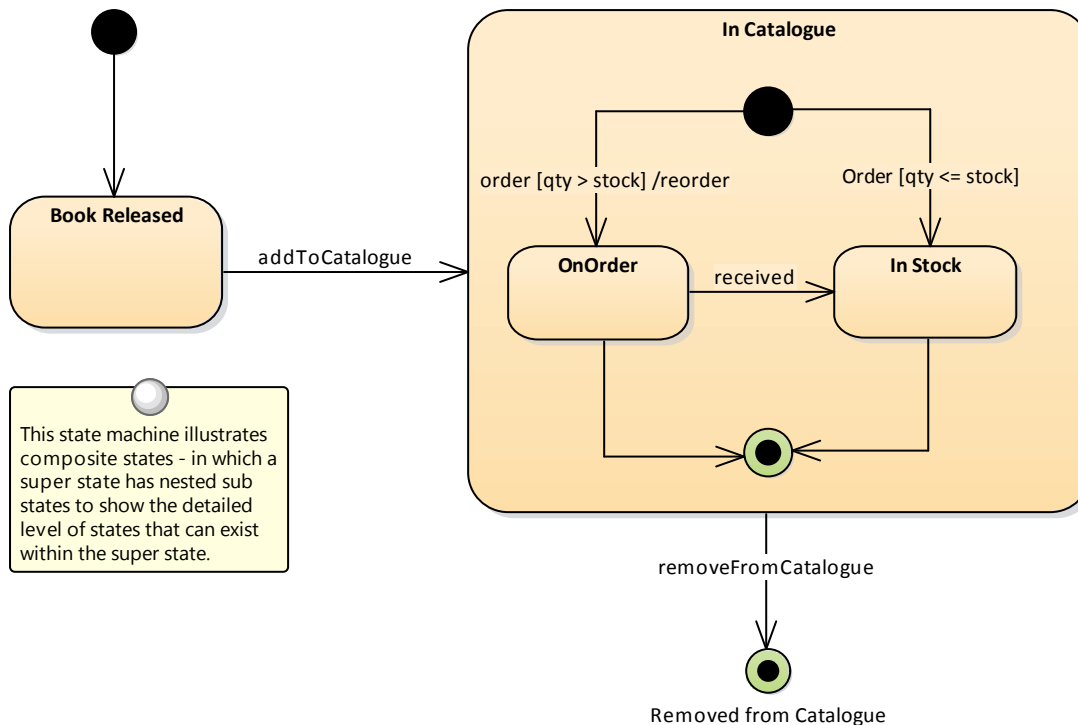 In Catalogue
order [qty > stock] /reorder
Order [qty <= stock]
Book Released
addToCatalogue
OnOrder
received
In Stock
This state machine illustrates
composite states - in which a
super state has nested sub
states to show the detailed
level of states that can exist
within the super state.
removeFromCatalogue
Removed from Catalogue